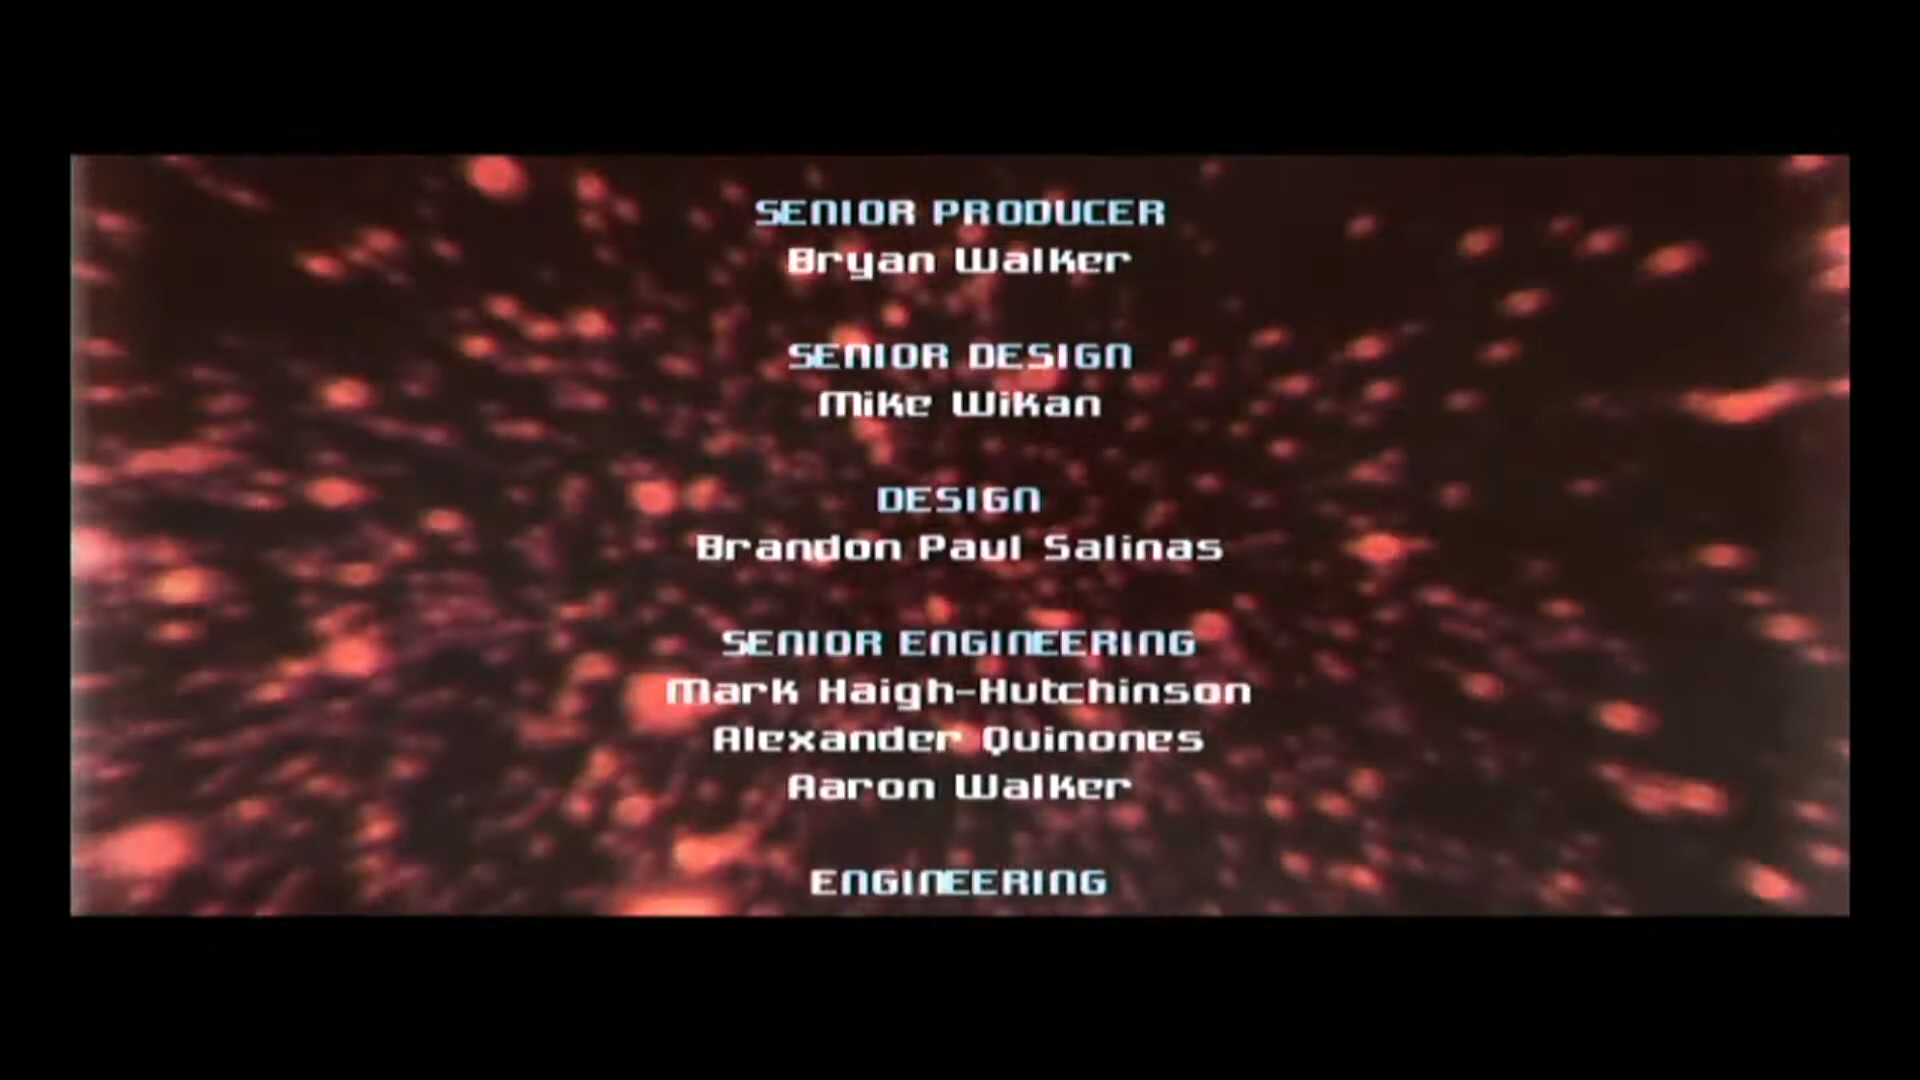 SENIOR PRODUCER
Bryan Walker
SENIOR DESIGN
Mike Wikan
DESIGN
Brandon Paul Salinas
SENIOR ENGINEERING
Mark Haigh-Hutchinson
Alexander Quinones
Aaron Walker
ENGINEERING